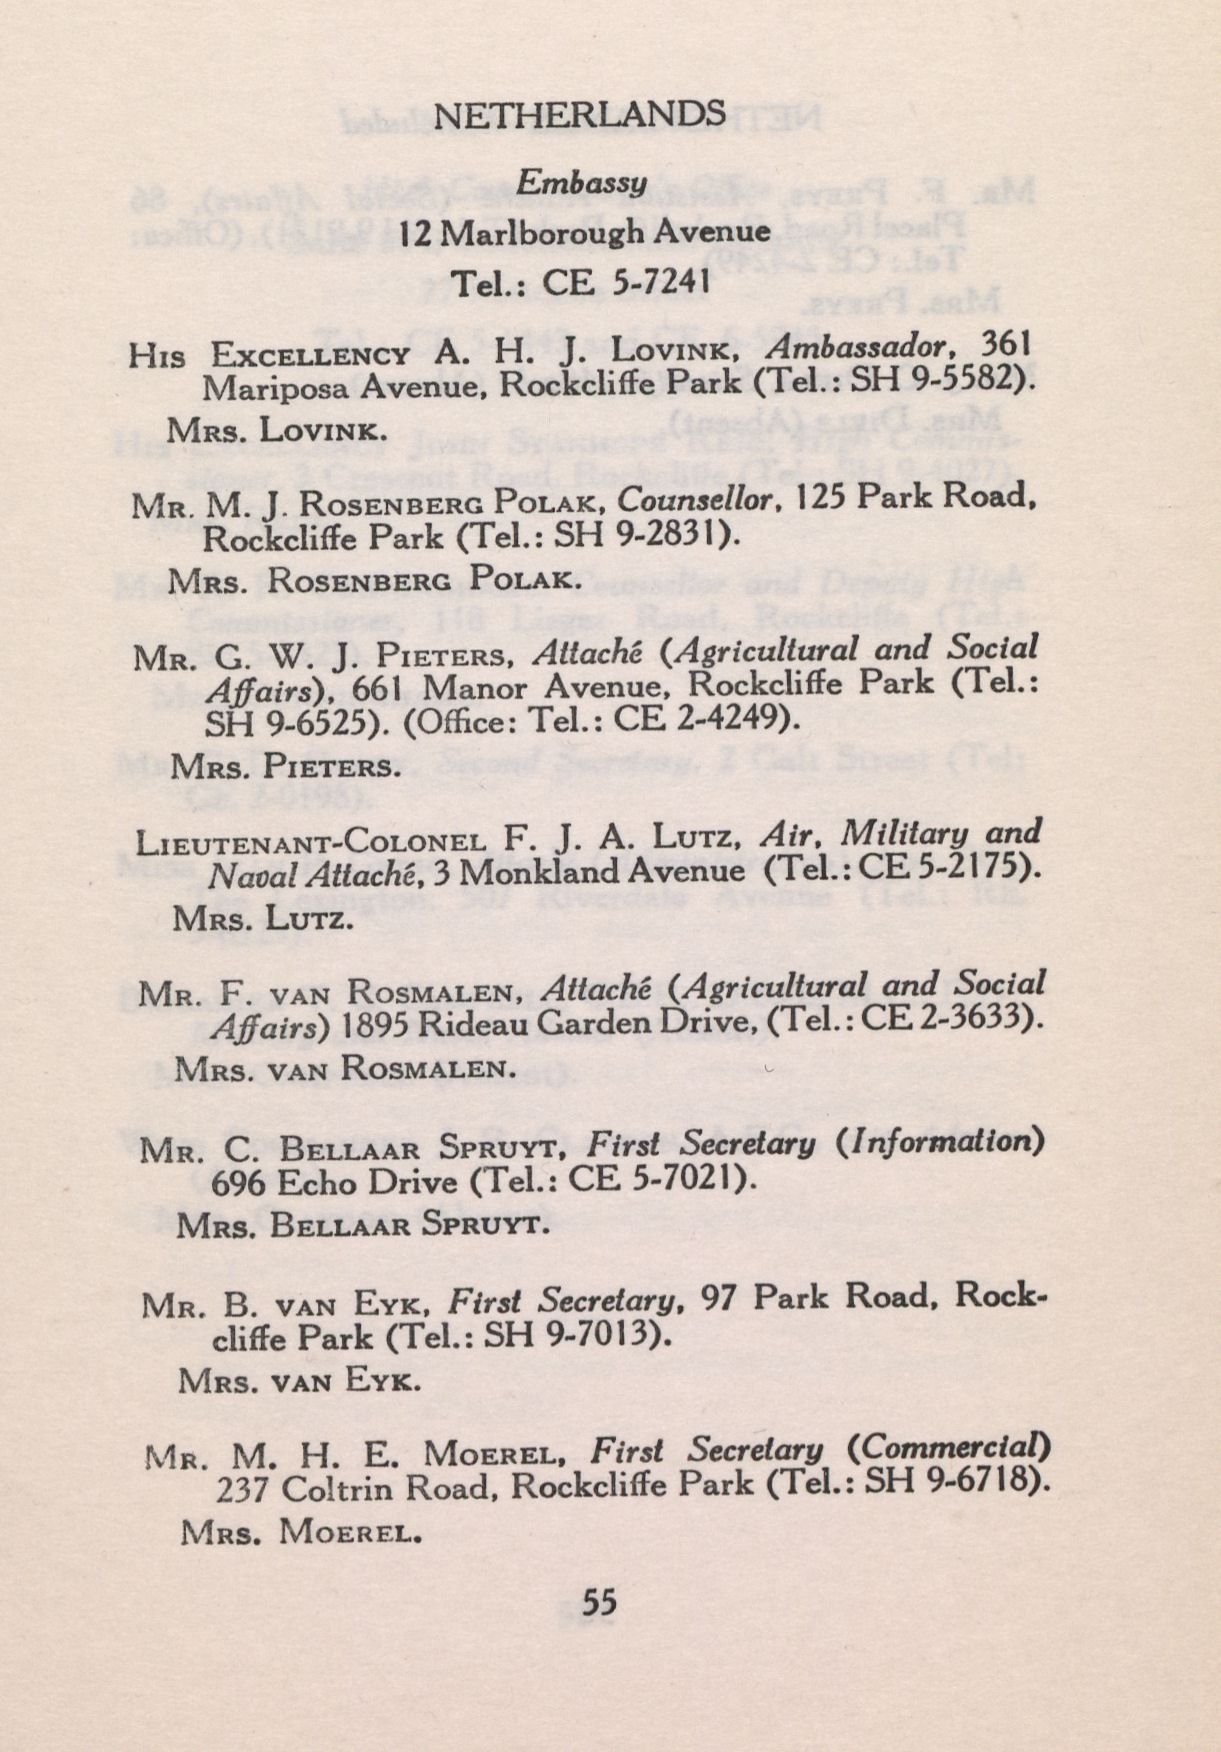 NETHERLANDS
Embassy
12 Marlborough Avenue
Tel.: CE 5-7241
HIS EXCELLENCY A. H. J. LOVINK, Ambassador, 361
Mariposa Avenue, Rockcliffe Park (Tel.: SH 9-5582).
MRS. LOVINK.
MR. M. J. ROSENBERG POLAK, Counsellor, 125 Park Road,
Rockcliffe Park (Tel.: SH 9-2831).
MRS. ROSENBERG POLAK.
MR. G. W. J. PIETERS, Attaché (Agricultural and Social
Affairs), 661 Manor Avenue, Rockcliffe Park (Tel.:
SH 9-6525). (Office: Tel.: CE 2-4249).
MRS. PIETERS.
LIEUTENANT-COLONEL F. J. A. LUTZ, Air, Military and
Naval Attaché, 3 Monkland Avenue (Tel.: CE 5-2175).
MRS. LUTZ.
MR. F. VAN ROSMALEN, Attaché (Agricultural and Social
Affairs) 1895 Rideau Garden Drive, (Tel.: CE 2-3633).
MRS. VAN ROSMALEN.
MR. C. BELLAAR SPRUYT, First Secretary (Information)
696 Echo Drive (Tel.: CE 5-7021).
MRS. BELLAAR SPRUYT.
MR. B. VAN EYK, First Secretary, 97 Park Road, Rock-
cliffe Park (Tel.: SH 9-7013).
MRS. VAN EYK.
MR. M. H. E. MOEREL, First Secretary (Commercial)
237 Coltrin Road, Rockcliffe Park (Tel.: SH 9-6718).
MRS. MOEREL.
55